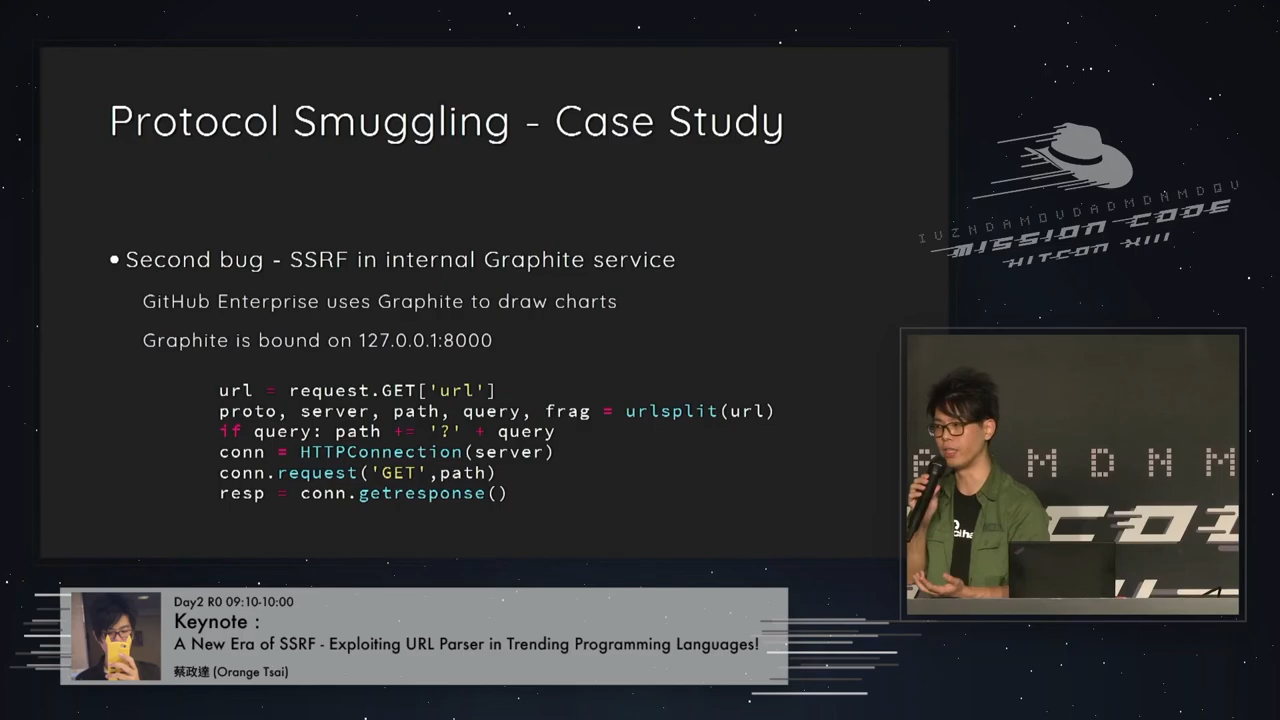 Protocol Smuggling - Case Study
Second bug - SSRF in internal Graphite service
GitHub Enterprise uses Graphite to draw charts
Graphite is bound on 127.0.0.1:8000
url = request.GET['url']
proto, server, path, query, frag = urlsplit(url)
if query: path += '?' + query
conn = HTTPConnection(server)
conn.request('GET',path)
resp = conn.getresponse()
IVZNDAMOVDADMDNMDQV
MISSION CODE
HITCON XIII
M D N M
COD
Day2 R0 09:10-10:00
Keynote :
A New Era of SSRF - Exploiting URL Parser in Trending Programming Languages!
蔡政達 (Orange Tsai)